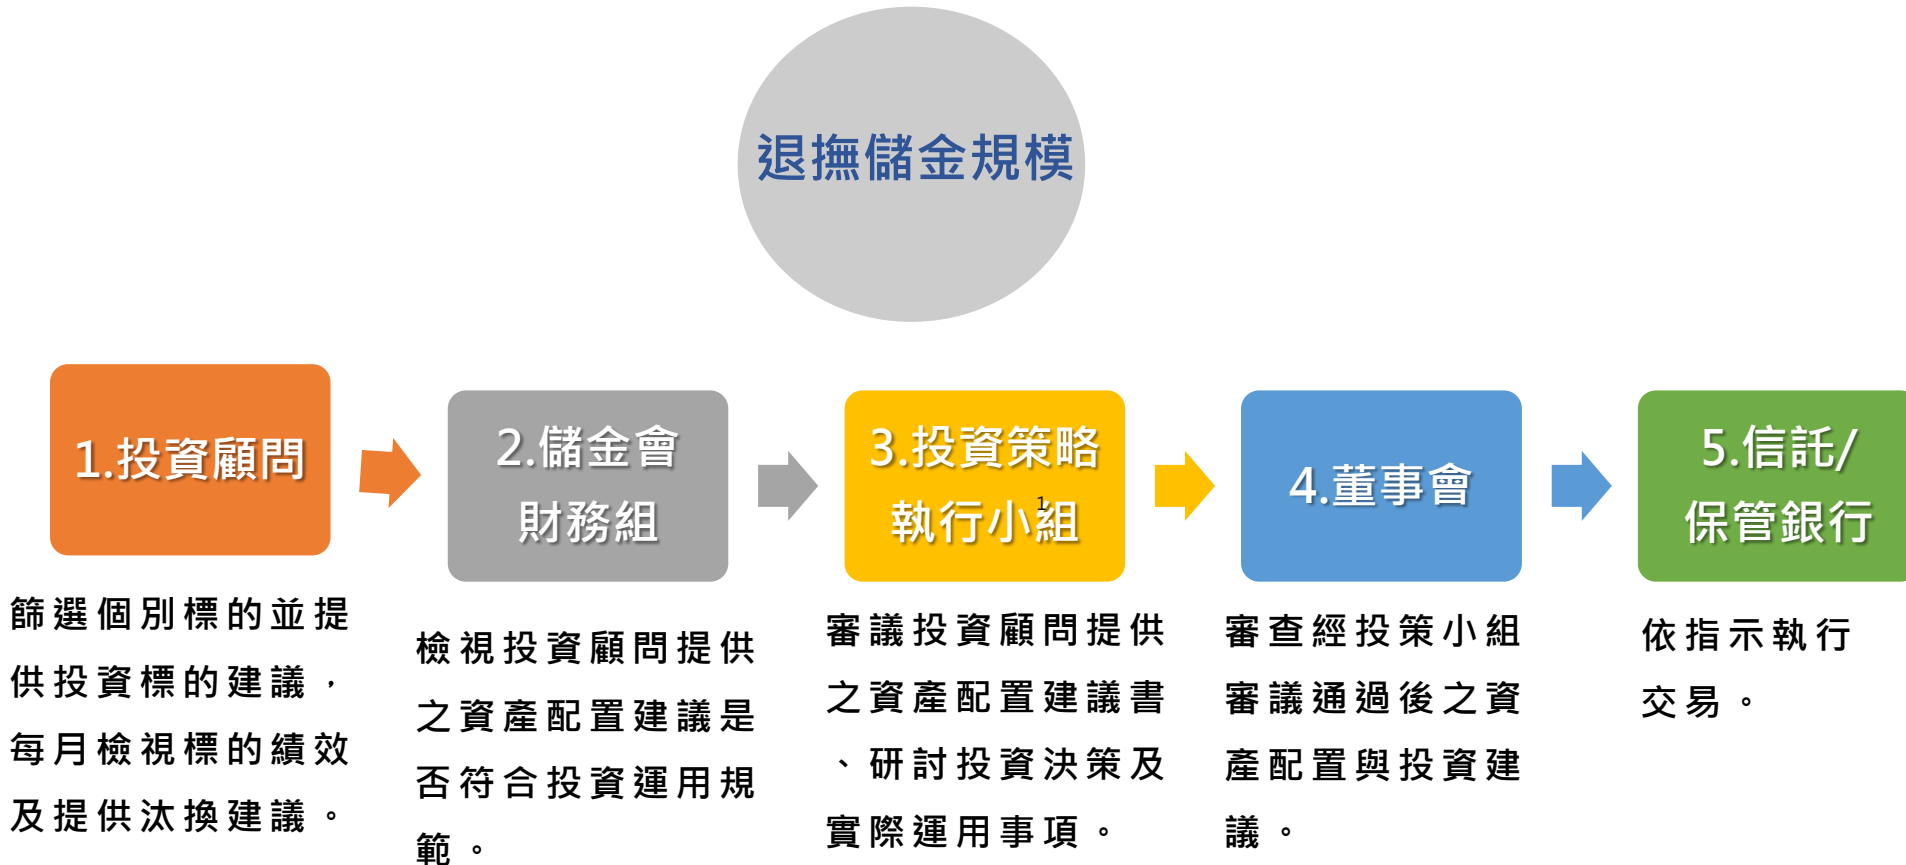 退撫儲金規模
1.投資顧問
篩選個別標的並提
供投資標的建議，
每月檢視標的績效
及提供汰換建議。
2.儲金會
財務組
檢視投資顧問提供
之資產配置建議是
否符合投資運用規
範。
3.投資策略
執行小組
1
審議投資顧問提供
之資產配置建議書
、研討投資決策及
實際運用事項。
4.董事會
審查經投策小組
審議通過後之資
產配置與投資建
議。
5.信託/
保管銀行
依指示執行
交易。